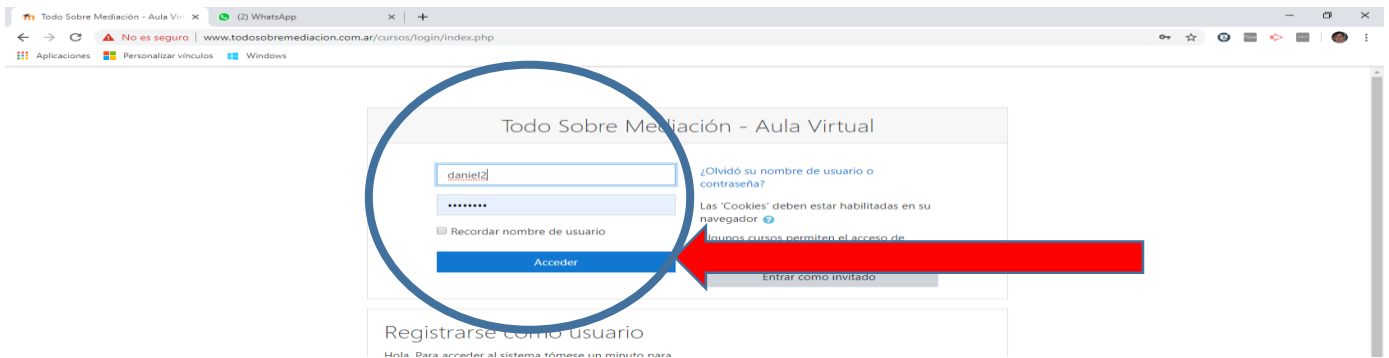 Todo Sobre Mediación - Aula Vir
(2) WhatsApp
No es seguro | www.todosobremediacion.com.ar/cursos/login/index.php
Aplicaciones Personalizar vínculos Windows
Todo Sobre Mediación - Aula Virtual
daniel2
¿Olvidó su nombre de usuario o
contraseña?
••••••••
Las 'Cookies' deben estar habilitadas en su
navegador
Recordar nombre de usuario
Algunos cursos permiten el acceso de
Acceder
Entrar como invitado
Registrarse como usuario
Hola. Para acceder al sistema tómese un minuto para